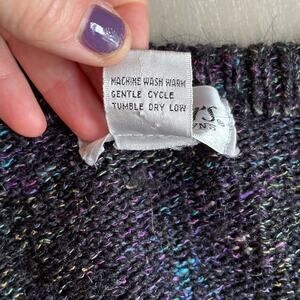 MACHINE WASH WARM
GENTLE CYCLE
TUMBLE DRY LOW